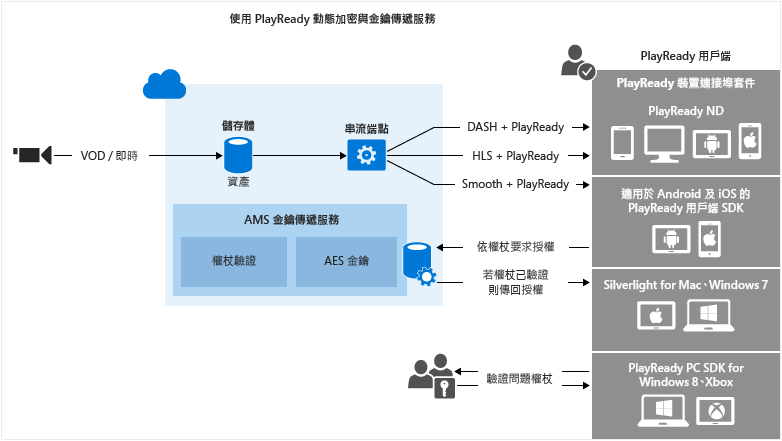 使用 PlayReady 動態加密與金鑰傳遞服務
PlayReady 用戶端
PlayReady 裝置連接埠套件
PlayReady ND
儲存體
串流端點
DASH + PlayReady
VOD / 即時
HLS + PlayReady
資產
Smooth + PlayReady
適用於 Android 及 iOS 的
PlayReady 用戶端 SDK
AMS 金鑰傳遞服務
權杖驗證
AES 金鑰
依權杖要求授權
若權杖已驗證
則傳回授權
Silverlight for Mac、Windows 7
驗證問題權杖
PlayReady PC SDK for
Windows 8、Xbox